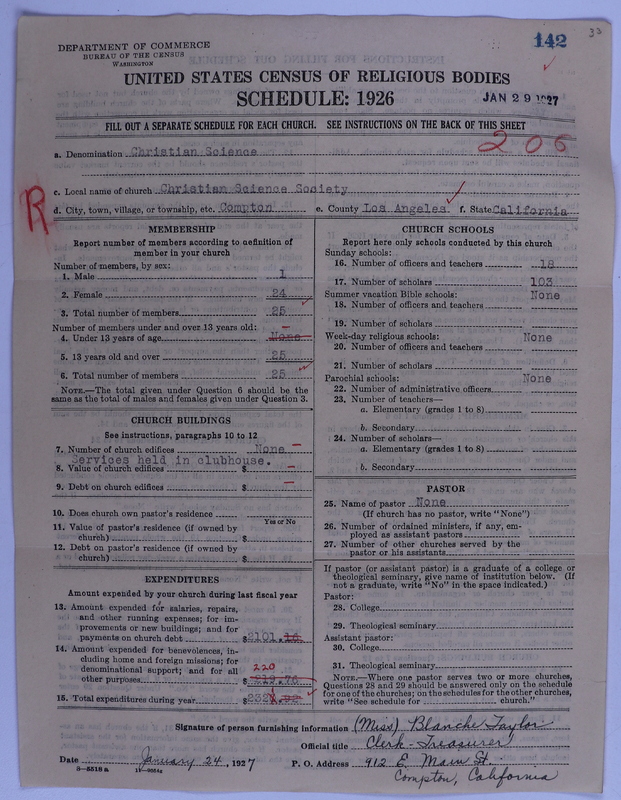 142
33
DEPARTMENT OF COMMERCE
BUREAU OF THE CENSUS
WASHINGTON
UNITED STATES CENSUS OF RELIGIOUS BODIES
SCHEDULE: 1926
JAN 29 1927
FILL OUT A SEPARATE SCHEDULE FOR EACH CHURCH. SEE INSTRUCTIONS ON THE BACK OF THIS SHEET
206
a. Denomination Christian Science
R
c. Local name of church Christian Science Society
d. City, town, village, or township, etc. Compton e. County Los Angeles f. State California
MEMBERSHIP
Report number of members according to definition of
member in your church
Number of members, by sex:
1. Male 1
2. Female 24
3. Total number of members 25
Number of members under and over 13 years old:
4. Under 13 years of age None
5. 13 years old and over 25
6. Total number of members 25
NOTE.—The total given under Question 6 should be the
same as the total of males and females given under Question 3.
CHURCH BUILDINGS
See instructions, paragraphs 10 to 12
7. Number of church edifices None
Services held in clubhouse.
8. Value of church edifices $
9. Debt on church edifices $
10. Does church own pastor's residence
Yes or No
11. Value of pastor's residence (if owned by
church) $
12. Debt on pastor's residence (if owned by
church) $
EXPENDITURES
Amount expended by your church during last fiscal year
13. Amount expended for salaries, repairs,
and other running expenses; for im-
provements or new buildings; and for
payments on church debt $2101.16
14. Amount expended for benevolences, in-
cluding home and foreign missions; for
denominational support; and for all
220
other purposes $219.76
15. Total expenditures during year $
CHURCH SCHOOLS
Report here only schools conducted by this church
Sunday schools:
16. Number of officers and teachers 18
17. Number of scholars 103
Summer vacation Bible schools: None
18. Number of officers and teachers
19. Number of scholars
Week-day religious schools: None
20. Number of officers and teachers
21. Number of scholars
Parochial schools: None
22. Number of administrative officers
23. Number of teachers—
a. Elementary (grades 1 to 8)
b. Secondary
24. Number of scholars—
a. Elementary (grades 1 to 8)
b. Secondary
PASTOR
25. Name of pastor None
(If church has no pastor, write "None")
26. Number of ordained ministers, if any, em-
ployed as assistant pastors
27. Number of other churches served by the
pastor or his assistants
If pastor (or assistant pastor) is a graduate of a college or
theological seminary, give name of institution below. (If
not a graduate, write "No" in the space indicated.)
Pastor:
28. College
29. Theological seminary
Assistant pastor:
30. College
31. Theological seminary
NOTE.—Where one pastor serves two or more churches,
Questions 28 and 29 should be answered only on the schedule
for one of the churches; on the schedules for the other churches,
write "See schedule for church."
Signature of person furnishing information (Miss) Blanche Taylor
Official title Clerk-Treasurer
Date January 24, 1927 P. O. Address 912 E. Main St.
8—5518 a
Compton, California